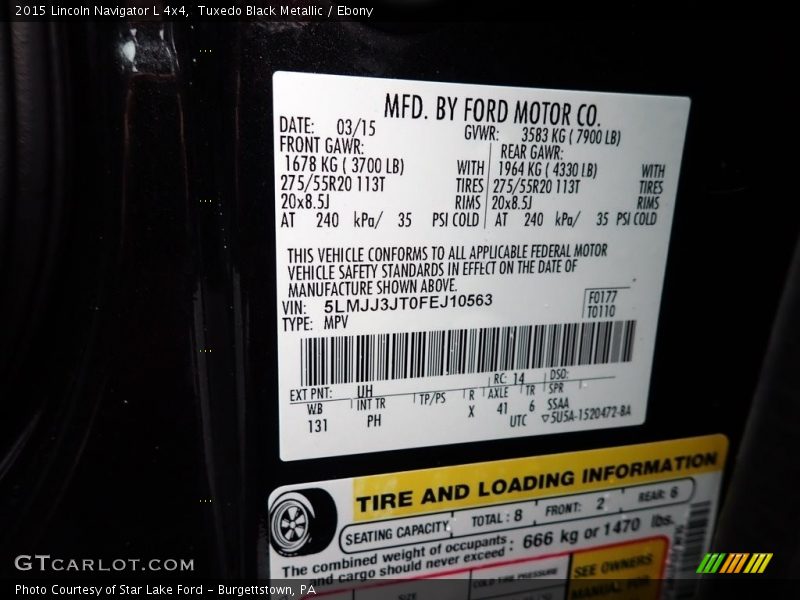 2015 Lincoln Navigator L 4x4, Tuxedo Black Metallic / Ebony
MFD. BY FORD MOTOR CO.
DATE: 03/15 GVWR: 3583 KG ( 7900 LB)
FRONT GAWR: REAR GAWR:
1678 KG ( 3700 LB) WITH 1964 KG ( 4330 LB) WITH
275/55R20 113T TIRES 275/55R20 113T TIRES
20x8.5J RIMS 20x8.5J RIMS
AT 240 kPa/ 35 PSI COLD AT 240 kPa/ 35 PSI COLD
THIS VEHICLE CONFORMS TO ALL APPLICABLE FEDERAL MOTOR
VEHICLE SAFETY STANDARDS IN EFFECT ON THE DATE OF
MANUFACTURE SHOWN ABOVE.
VIN: 5LMJJ3JT0FEJ10563 F0177
TYPE: MPV T0110
EXT PNT: UH RC: 14 DSO:
WB INT TR TP/PS R AXLE TR SPR
131 PH X 41 6 SSAA
UTC ▽5U5A-1520472-BA
TIRE AND LOADING INFORMATION
SEATING CAPACITY TOTAL : 8 FRONT: 2 REAR: 6
The combined weight of occupants : 666 kg or 1470 lbs.
and cargo should never exceed
SIZE COLD TIRE PRESSURE SEE OWNERS
MANUAL FOR
GTCARLOT.COM
Photo Courtesy of Star Lake Ford - Burgettstown, PA